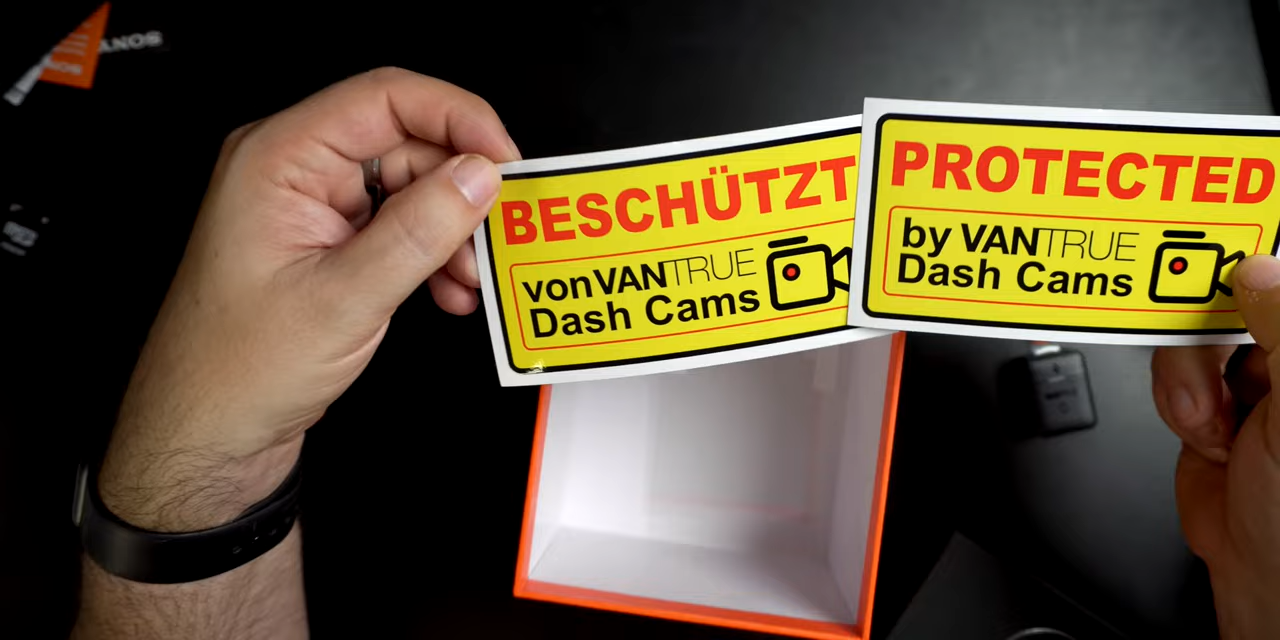 BESCHÜTZT
von VANTRUE
Dash Cams
PROTECTED
by VANTRUE
Dash Cams